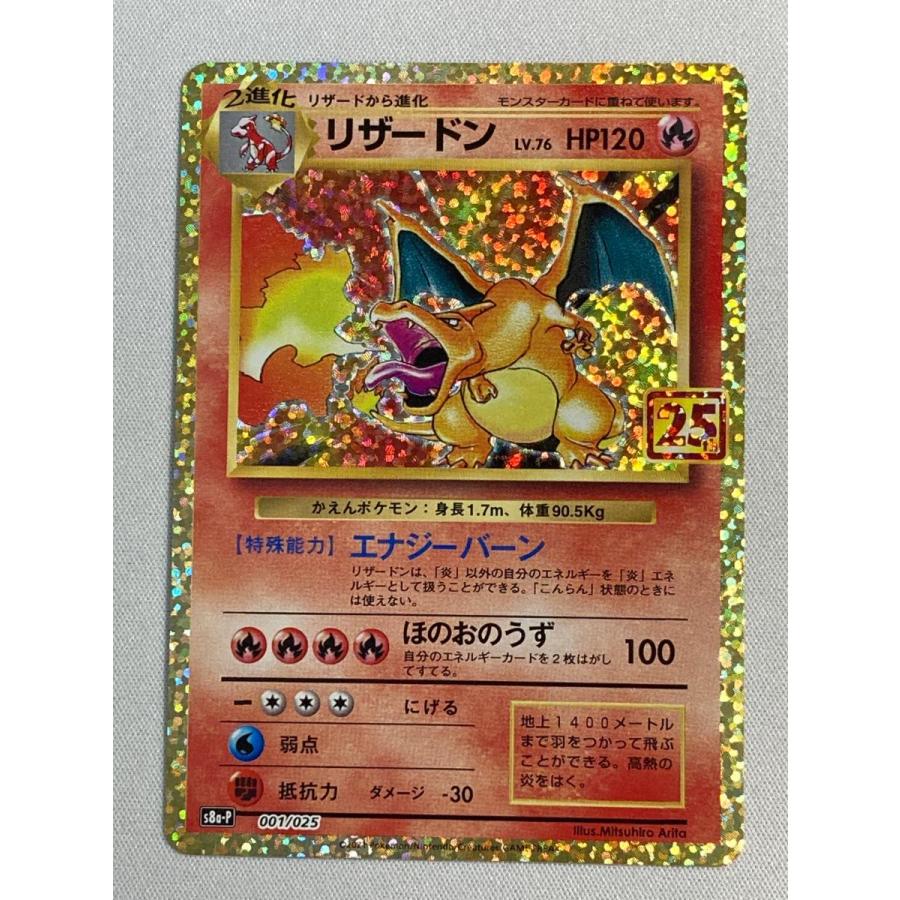 2進化 リザードから進化 モンスターカードに重ねて使います。
リザードン LV.76 HP120
25th
かえんポケモン：身長1.7m、体重90.5Kg
【特殊能力】エナジーバーン
リザードンは、「炎」以外の自分のエネルギーを「炎」エネ
ルギーとして扱うことができる。「こんらん」状態のときに
は使えない。
ほのおのうず 100
自分のエネルギーカードを２枚はがし
てすてる。
ー にげる
弱点
抵抗力 ダメージ -30
地上１４００メートル
まで羽をつかって飛ぶ
ことができる。高熱の
炎をはく。
s8a-P 001/025
Illus.Mitsuhiro Arita
©2021 Pokémon/Nintendo/Creatures/GAME FREAK